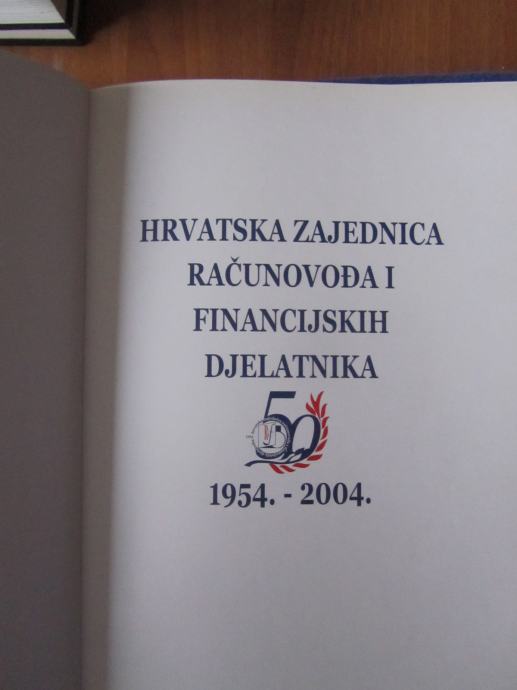 HRVATSKA ZAJEDNICA
RAČUNOVOĐA I
FINANCIJSKIH
DJELATNIKA
50
1954. - 2004.